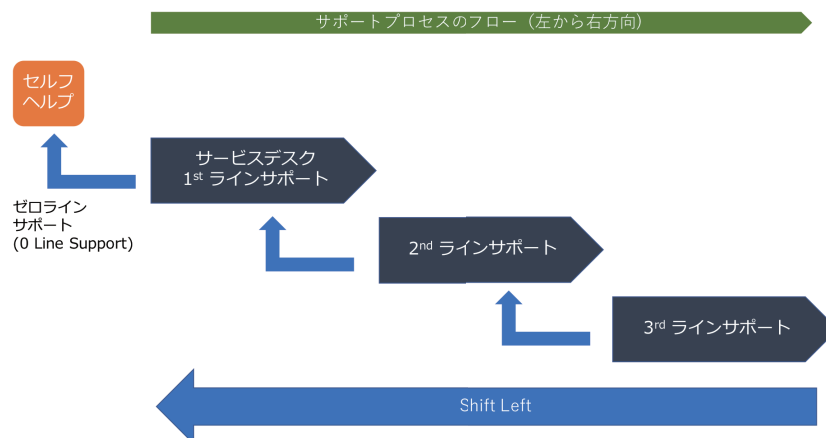 サポートプロセスのフロー（左から右方向)
セルフ
ヘルプ
サービスデスク
1st ラインサポート
ゼロライン
サポート
(0 Line Support)
2nd ラインサポート
3rd ラインサポート
Shift Left